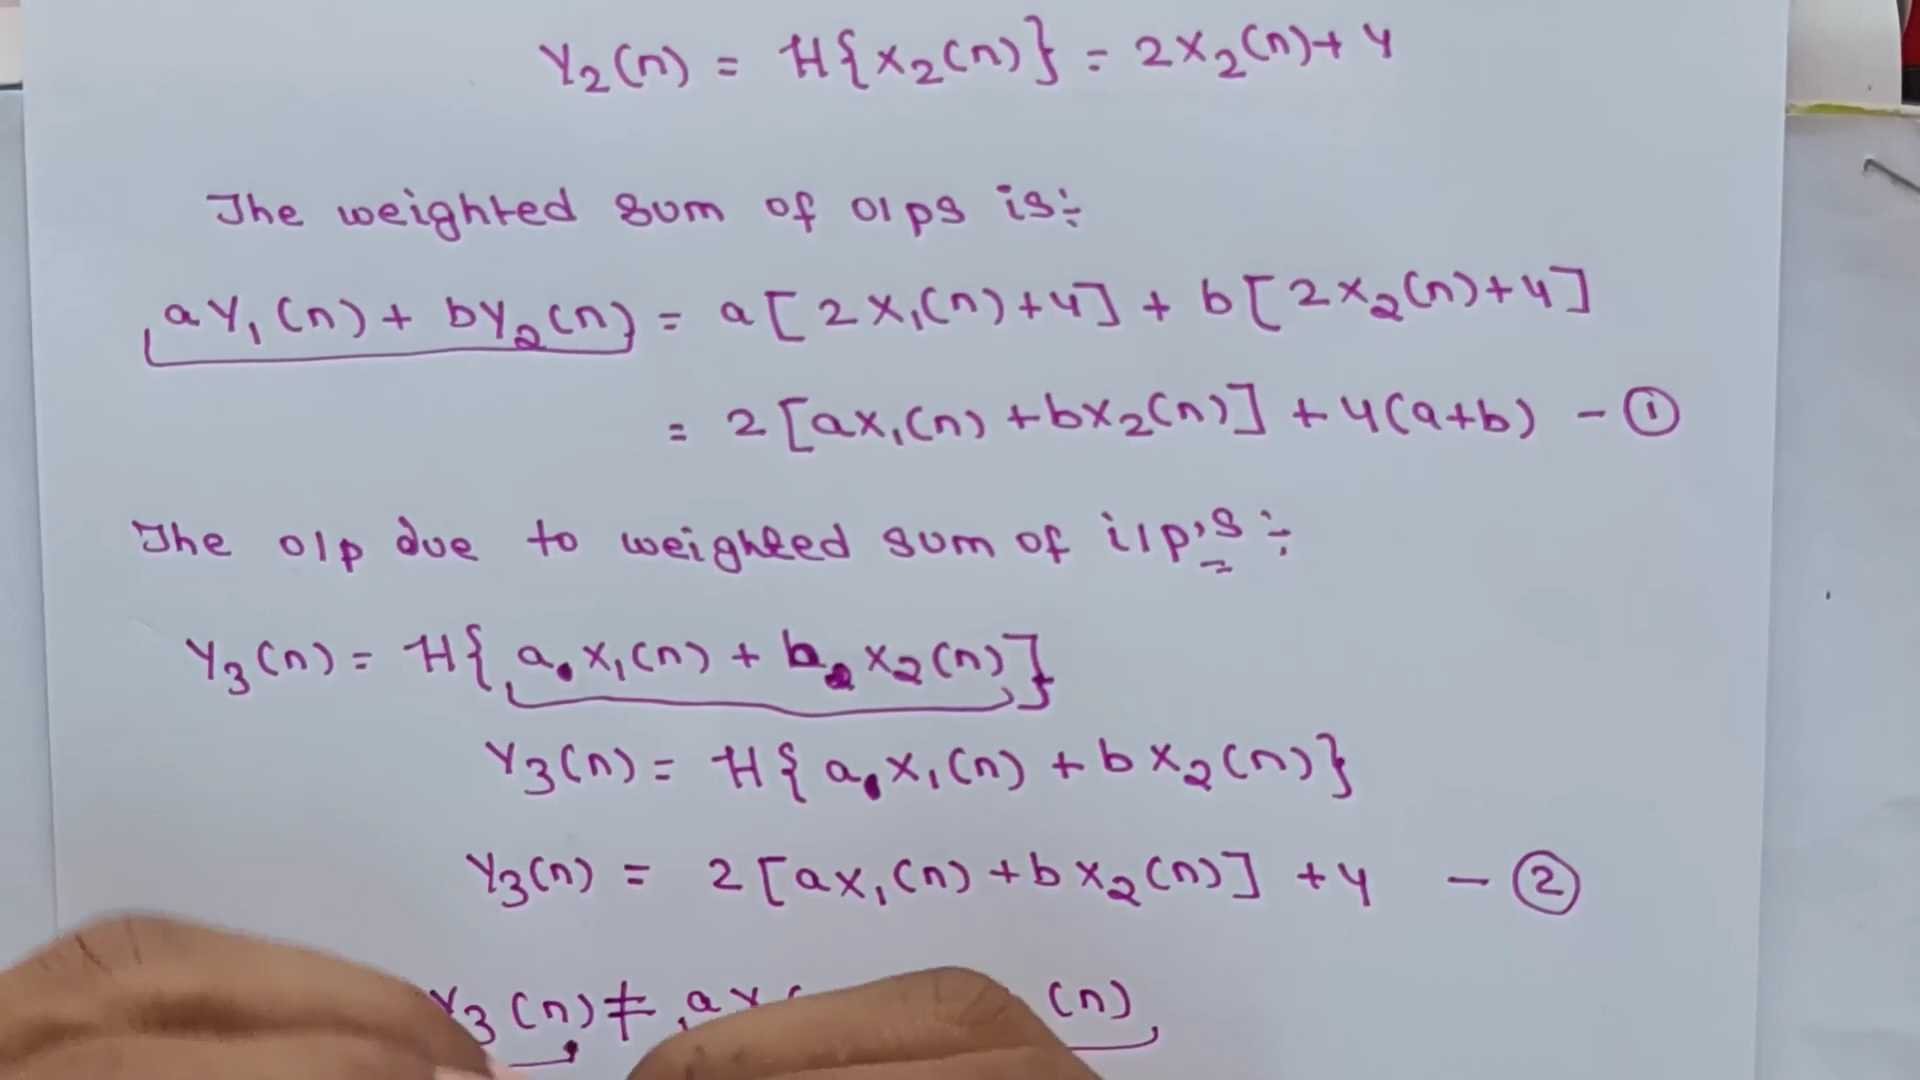 Y₂(n) = H{x₂(n)} = 2x₂(n)+4
The weighted sum of o/ps is:
aY₁(n) + bY₂(n) = a[2x₁(n)+4] + b[2x₂(n)+4]
= 2[ax₁(n) + bx₂(n)] + 4(a+b) - ①
The o/p due to weighted sum of i/p's:
Y₃(n) = H{a x₁(n) + b x₂(n)}
Y₃(n) = H{a x₁(n) + b x₂(n)}
Y₃(n) = 2[ax₁(n) + bx₂(n)] + 4 - ②
Y₃(n) ≠ aY (n)